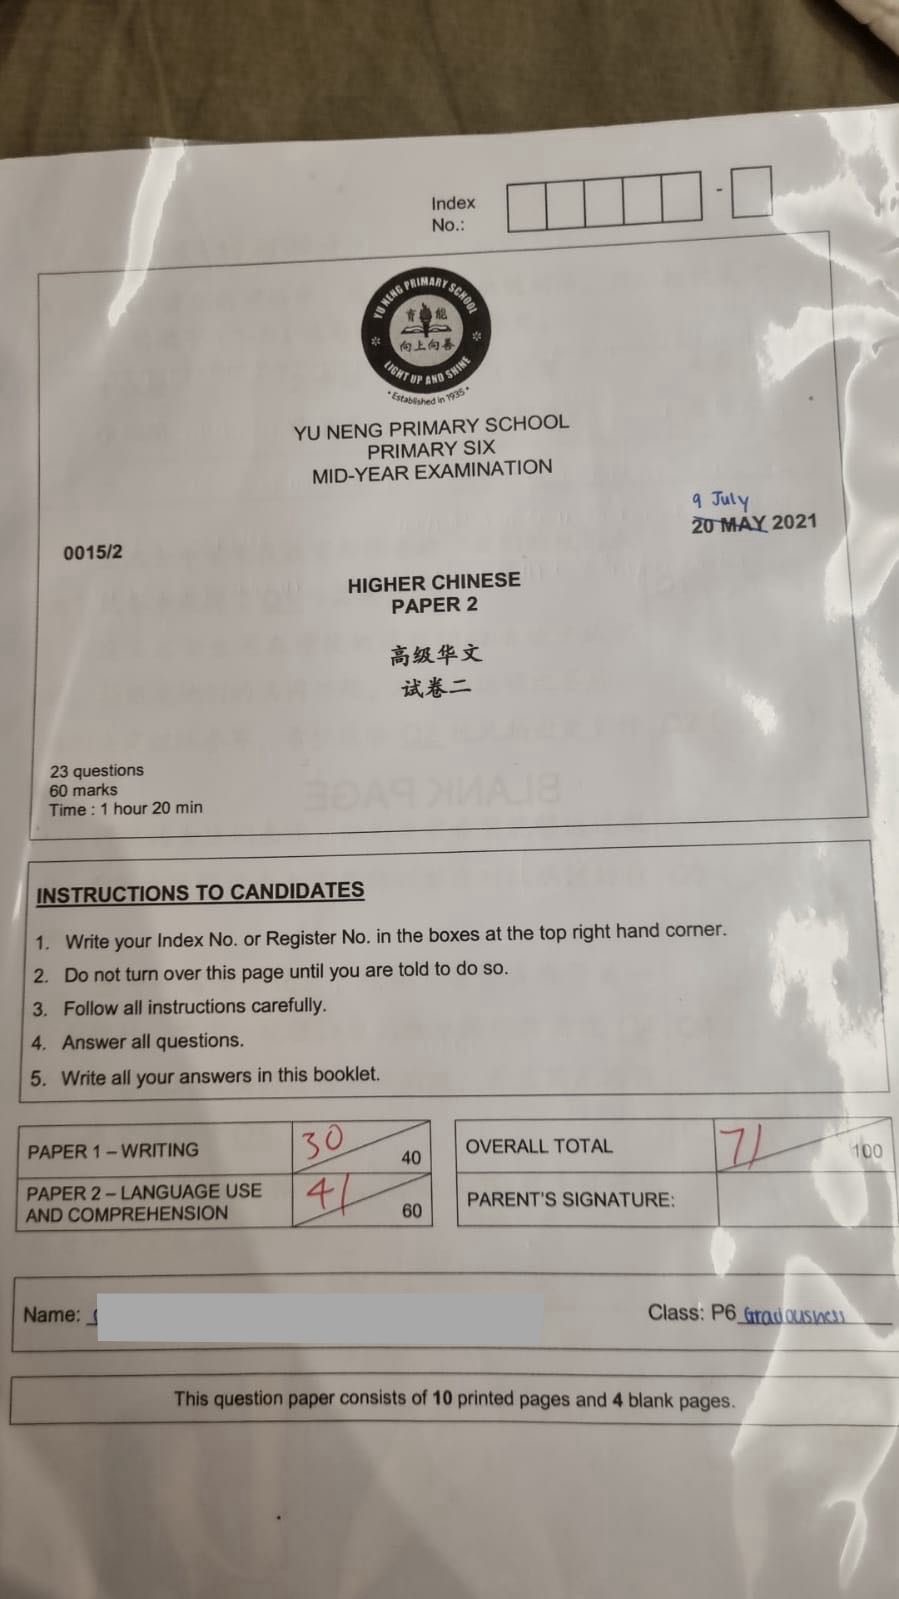 Index
No.:
-
YU NENG PRIMARY SCHOOL
育 能
向上向善
LIGHT UP AND SHINE
• Established in 1935 •
YU NENG PRIMARY SCHOOL
PRIMARY SIX
MID-YEAR EXAMINATION
9 July
20 MAY 2021
0015/2
HIGHER CHINESE
PAPER 2
高级华文
试卷二
23 questions
60 marks
Time : 1 hour 20 min
BLANK PAGE
INSTRUCTIONS TO CANDIDATES
1. Write your Index No. or Register No. in the boxes at the top right hand corner.
2. Do not turn over this page until you are told to do so.
3. Follow all instructions carefully.
4. Answer all questions.
5. Write all your answers in this booklet.
PAPER 1 – WRITING 30 40
PAPER 2 – LANGUAGE USE
AND COMPREHENSION 41 60
OVERALL TOTAL 71 100
PARENT'S SIGNATURE:
Name:
Class: P6 Graciousness
This question paper consists of 10 printed pages and 4 blank pages.